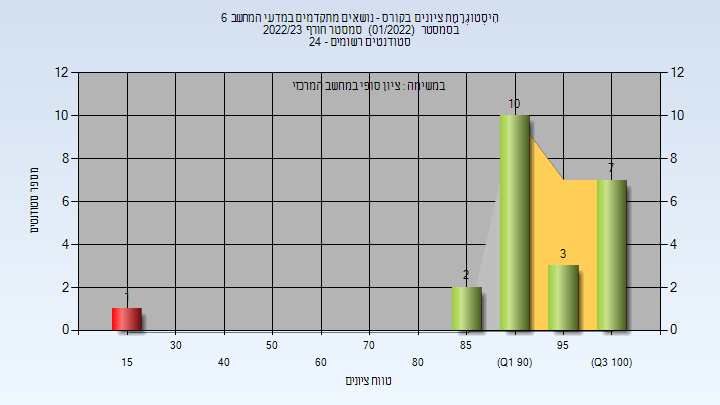 הִיסְטוֹגְרָמַת ציונים בקורס - נושאים מתקדמים במדעי המחשב 6
בסמסטר (01/2022) סמסטר חורף 2022/23
סטודנטים רשומים - 24
במשימה : ציון סופי במחשב המרכזי
מספר סטודנטים
12 12
10 10
8 8
6 6
4 4
2 2
0 0
1 2 10 3 7
30 50 70 85 95
15 40 60 80 (Q1 90) (Q3 100)
טווח ציונים